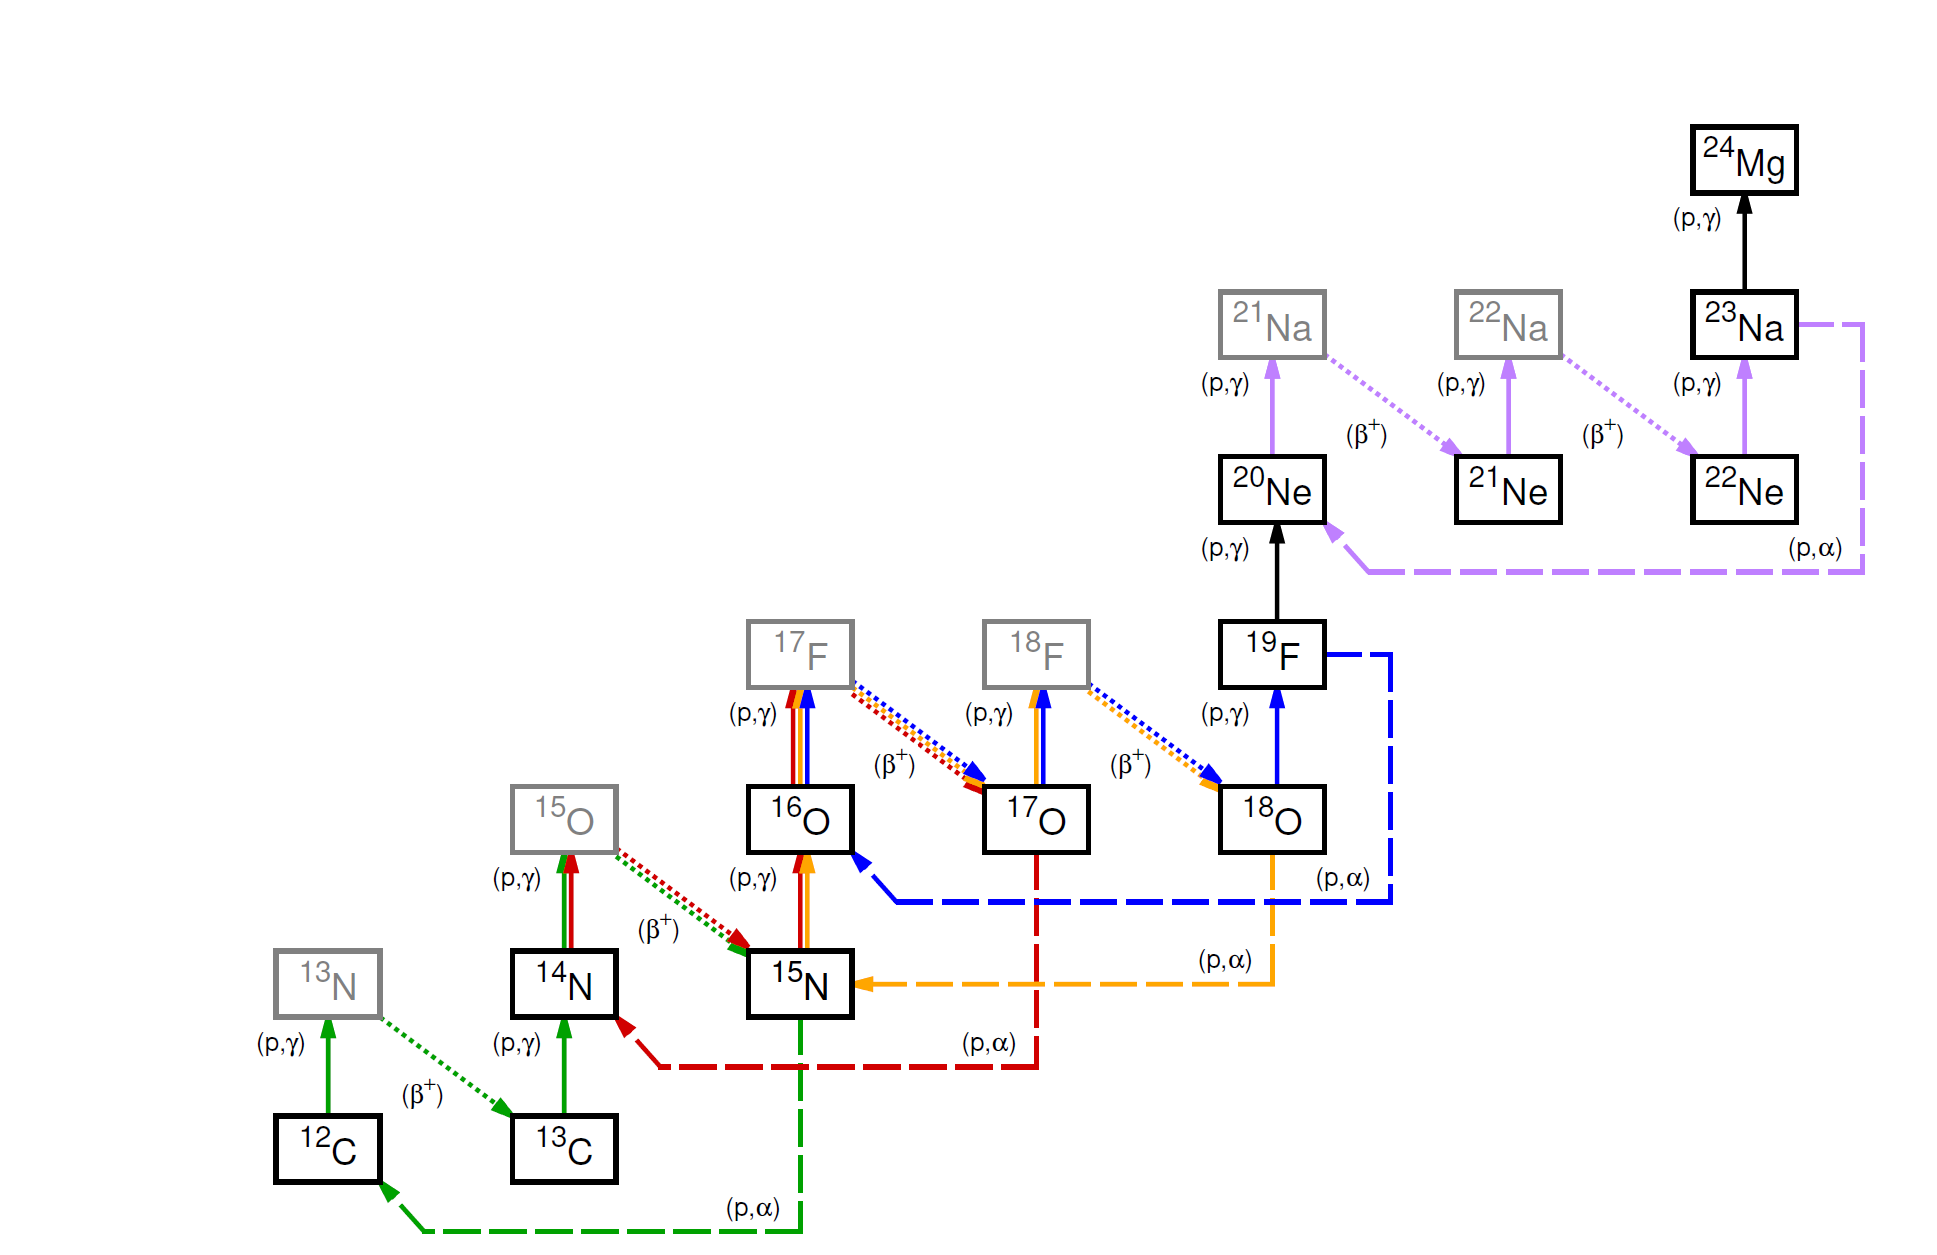 ²⁴Mg
(p,γ)
²¹Na ²²Na ²³Na
(p,γ) (p,γ) (p,γ)
(β⁺) (β⁺)
²⁰Ne ²¹Ne ²²Ne
(p,γ) (p,α)
¹⁷F ¹⁸F ¹⁹F
(p,γ) (p,γ) (p,γ)
(β⁺) (β⁺)
¹⁵O ¹⁶O ¹⁷O ¹⁸O
(p,γ) (p,γ) (p,α)
(β⁺) (p,α)
¹³N ¹⁴N ¹⁵N
(p,γ) (p,γ) (p,α)
(β⁺)
¹²C ¹³C
(p,α)